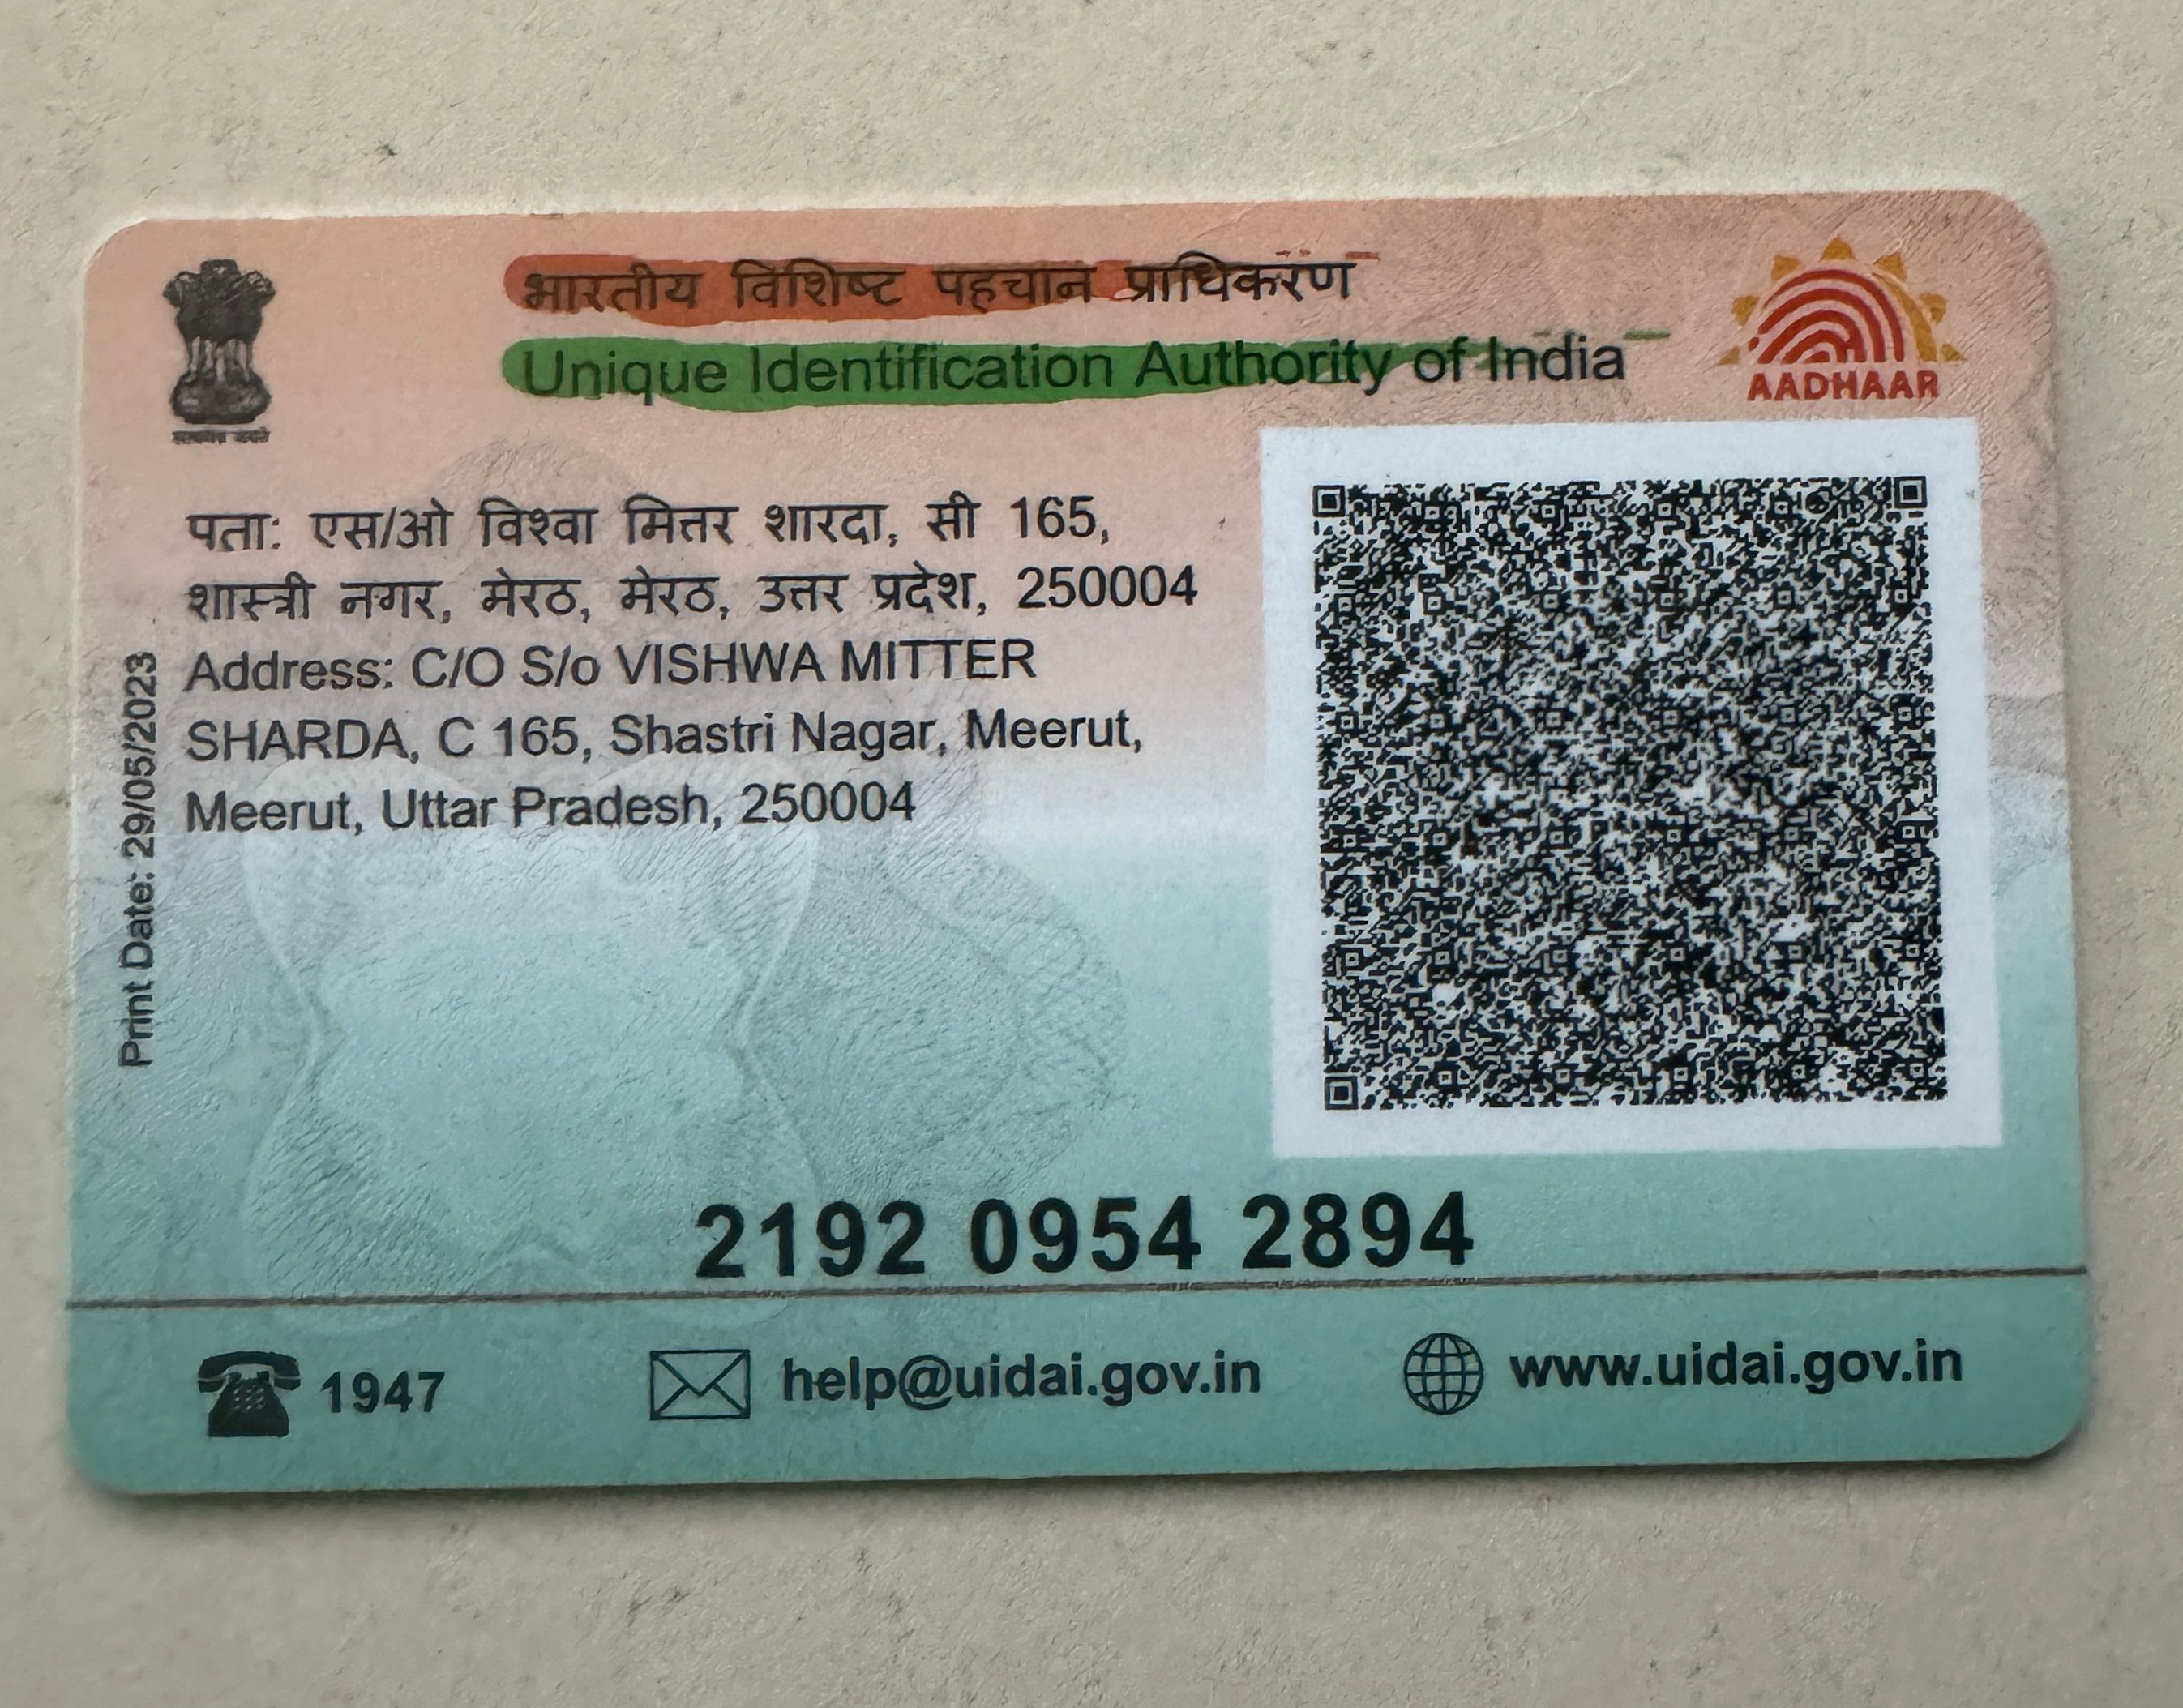 भारतीय विशिष्ट पहचान प्राधिकरण
Unique Identification Authority of India
AADHAAR
पता: एस/ओ विश्वा मित्तर शारदा, सी 165,
शास्त्री नगर, मेरठ, मेरठ, उत्तर प्रदेश, 250004
Address: C/O S/o VISHWA MITTER
SHARDA, C 165, Shastri Nagar, Meerut,
Meerut, Uttar Pradesh, 250004
Print Date: 29/05/2023
2192 0954 2894
1947
help@uidai.gov.in
www.uidai.gov.in